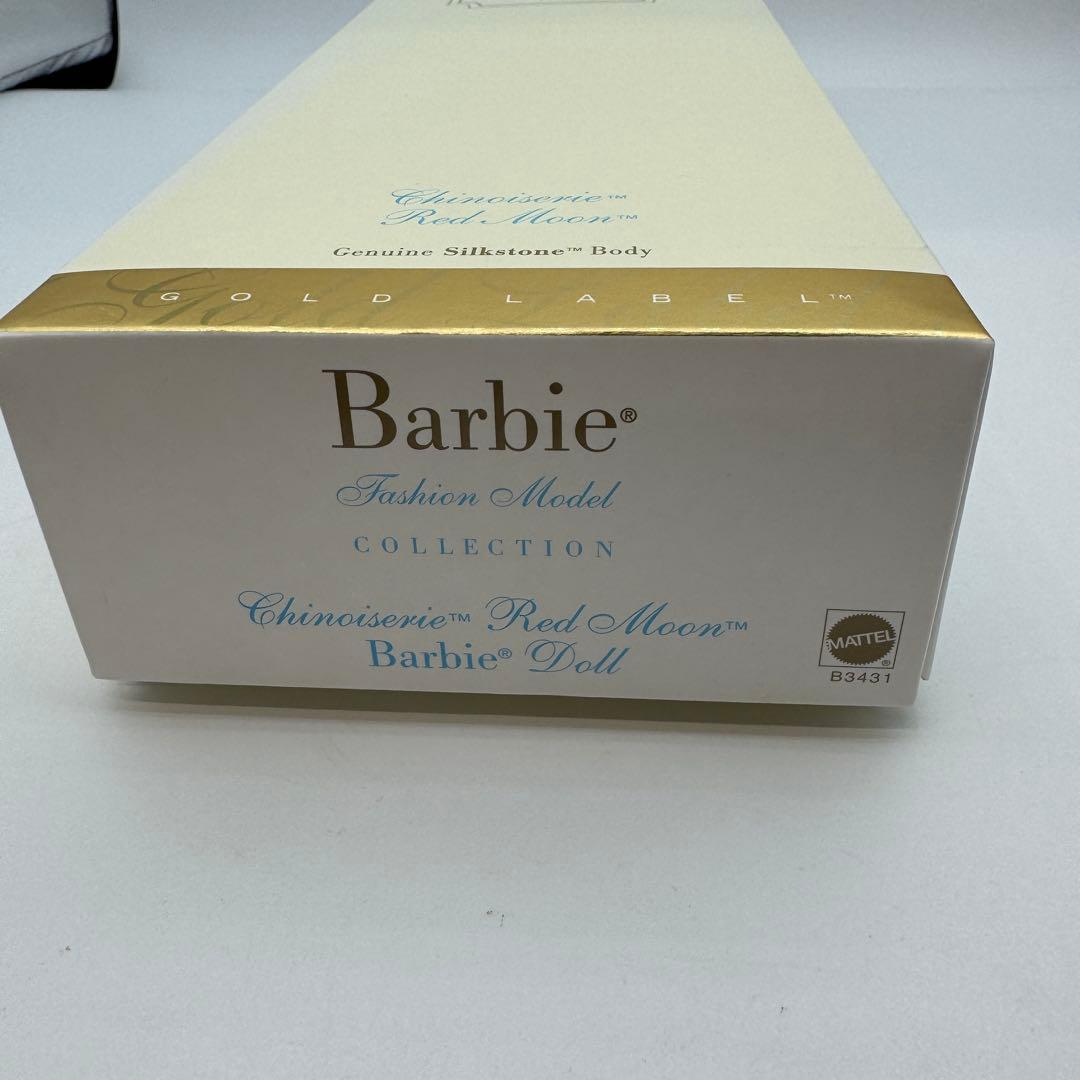 Chinoiserie™
Red Moon™
Genuine Silkstone™ Body
GOLD LABEL™
Barbie®
Fashion Model
COLLECTION
Chinoiserie™ Red Moon™
Barbie® Doll
MATTEL
®
B3431